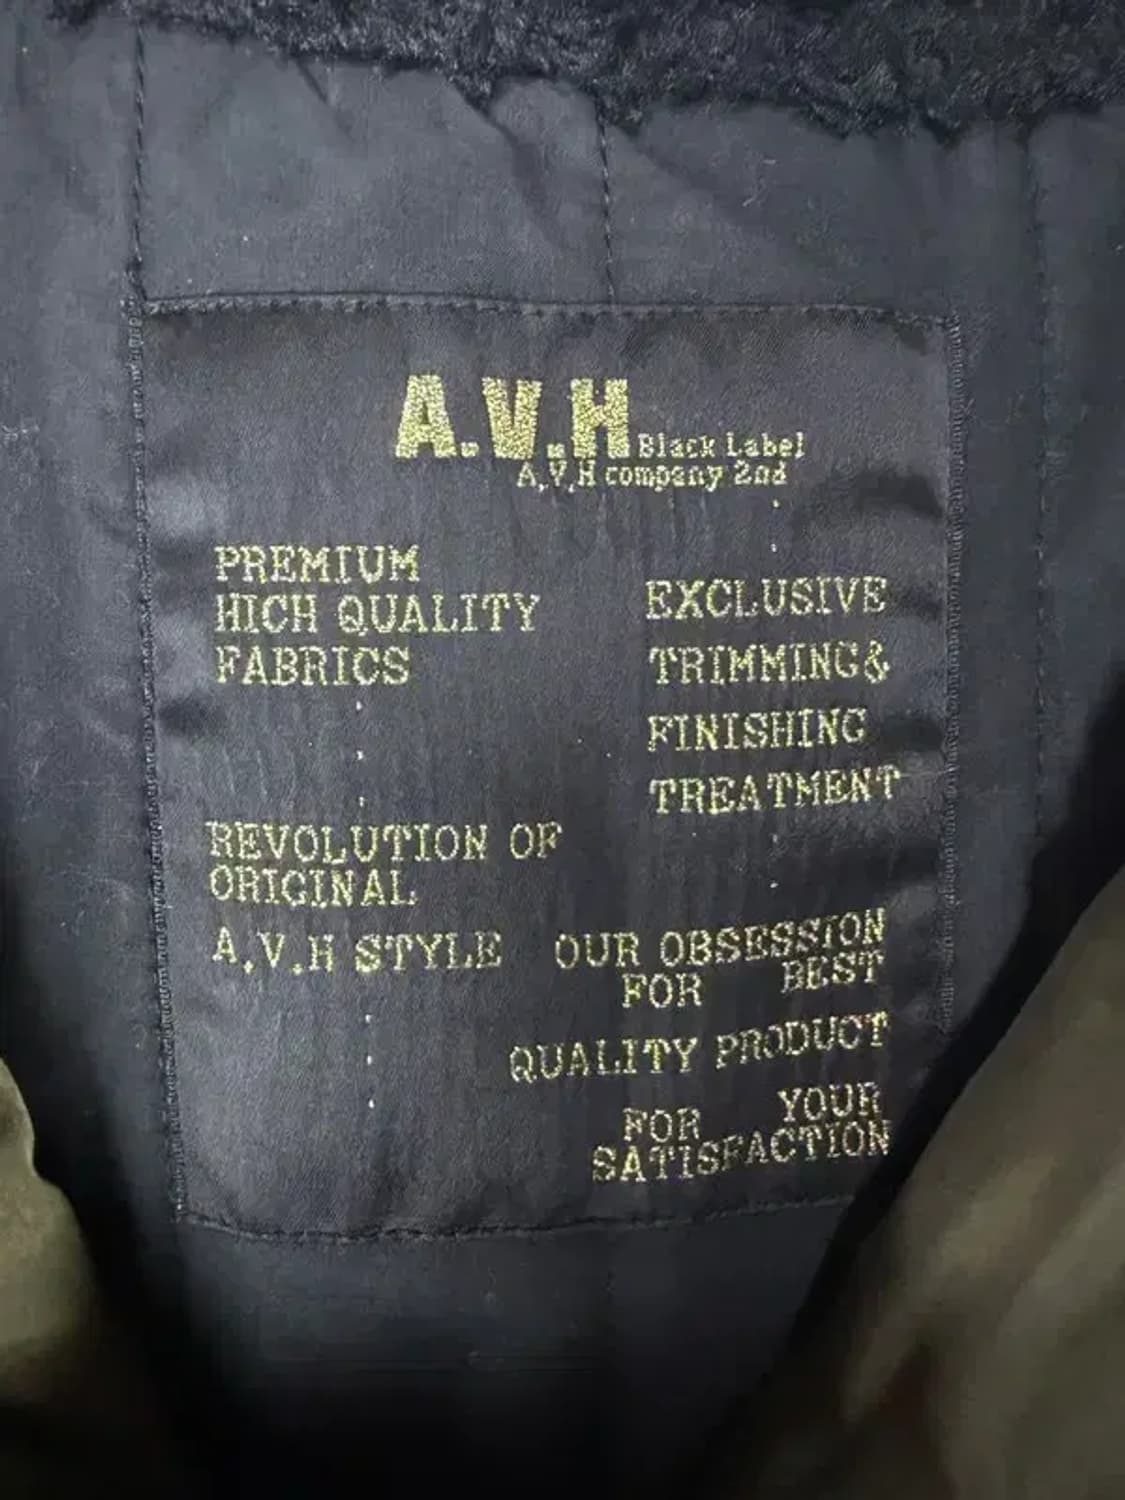 A.V.H Black Label
A.V.H company 2nd
PREMIUM
HIGH QUALITY
FABRICS
EXCLUSIVE
TRIMMING&
FINISHING
TREATMENT
REVOLUTION OF
ORIGINAL
A.V.H STYLE
OUR OBSESSION
FOR BEST
QUALITY PRODUCT
FOR YOUR
SATISFACTION